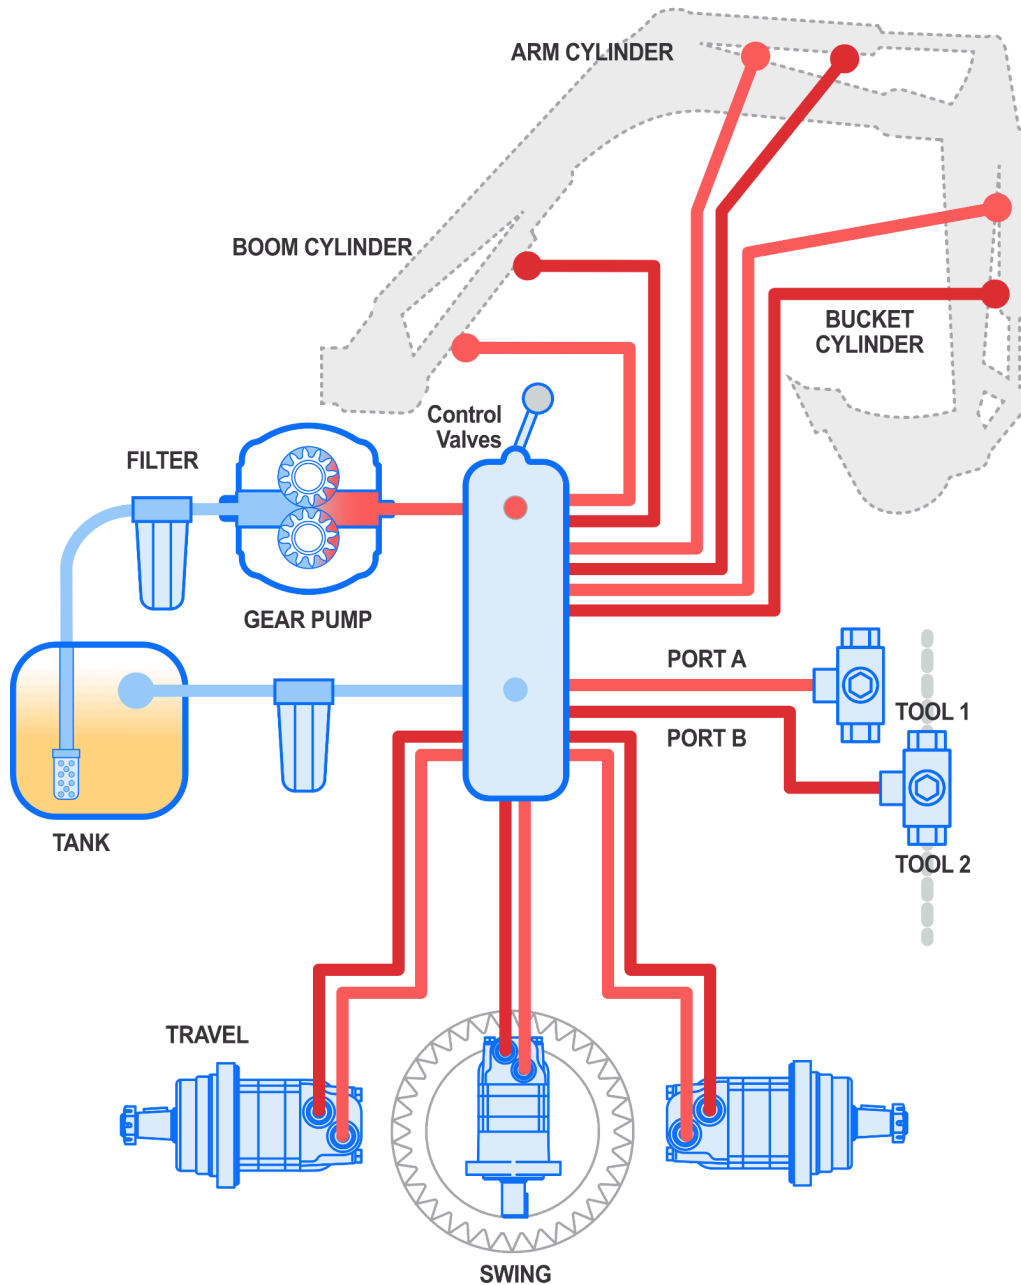 ARM CYLINDER
BOOM CYLINDER
BUCKET
CYLINDER
Control
Valves
FILTER
GEAR PUMP
PORT A
TOOL 1
PORT B
TANK
TOOL 2
TRAVEL
SWING